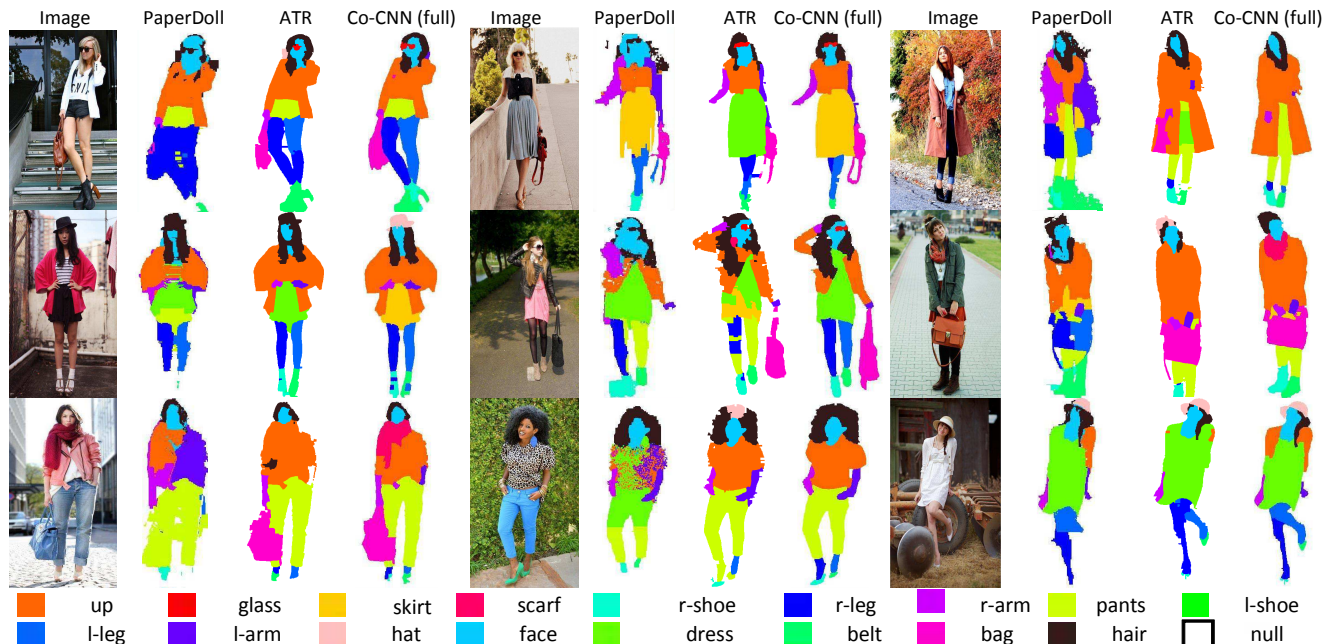 Image PaperDoll ATR Co-CNN (full) Image PaperDoll ATR Co-CNN (full) Image PaperDoll ATR Co-CNN (full)
up glass skirt scarf r-shoe r-leg r-arm pants l-shoe
l-leg l-arm hat face dress belt bag hair null